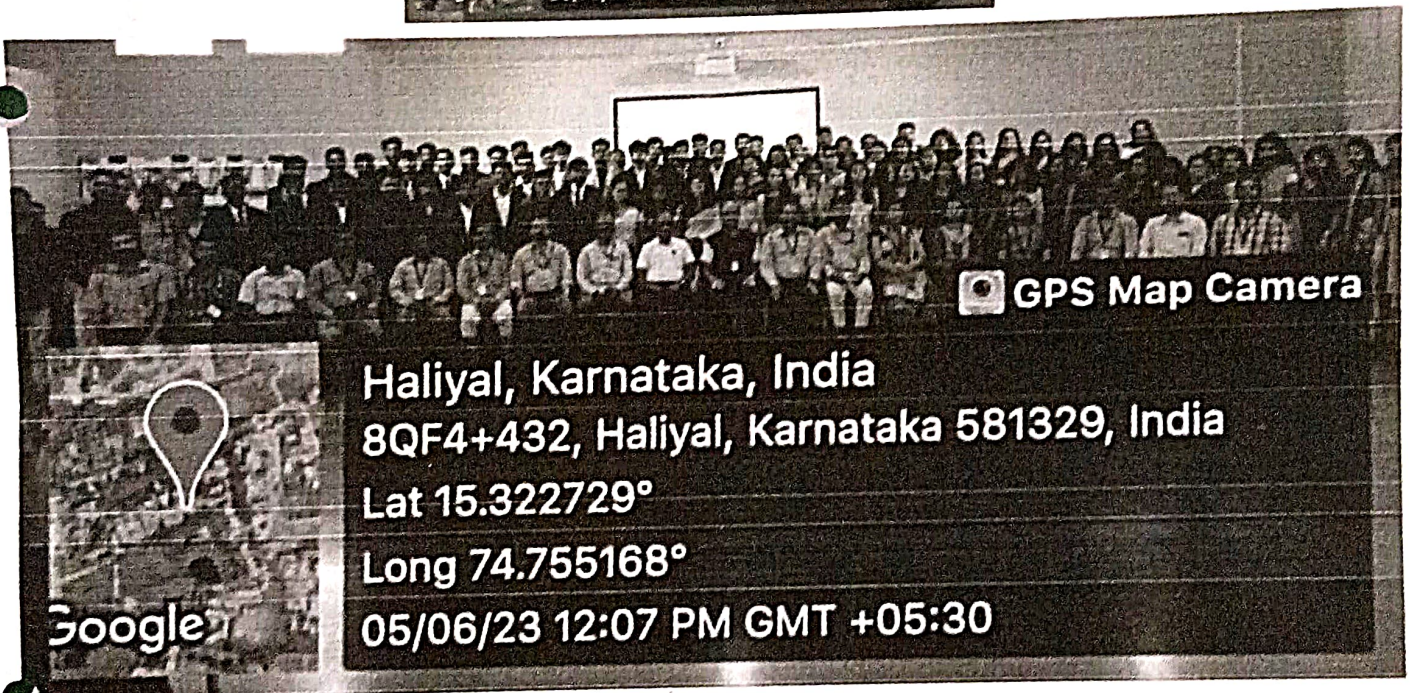 GPS Map Camera
Haliyal, Karnataka, India
8QF4+432, Haliyal, Karnataka 581329, India
Lat 15.322729°
Long 74.755168°
05/06/23 12:07 PM GMT +05:30
Google